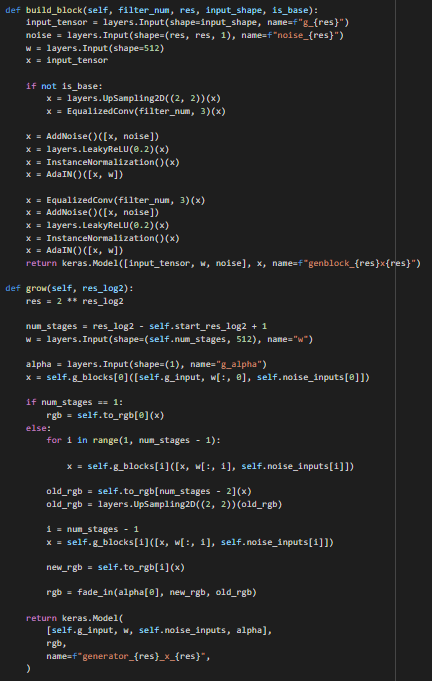 def build_block(self, filter_num, res, input_shape, is_base):
    input_tensor = layers.Input(shape=input_shape, name=f"g_{res}")
    noise = layers.Input(shape=(res, res, 1), name=f"noise_{res}")
    w = layers.Input(shape=512)
    x = input_tensor

    if not is_base:
        x = layers.UpSampling2D((2, 2))(x)
        x = EqualizedConv(filter_num, 3)(x)

    x = AddNoise()([x, noise])
    x = layers.LeakyReLU(0.2)(x)
    x = InstanceNormalization()(x)
    x = AdaIN()([x, w])

    x = EqualizedConv(filter_num, 3)(x)
    x = AddNoise()([x, noise])
    x = layers.LeakyReLU(0.2)(x)
    x = InstanceNormalization()(x)
    x = AdaIN()([x, w])
    return keras.Model([input_tensor, w, noise], x, name=f"genblock_{res}x{res}")

def grow(self, res_log2):
    res = 2 ** res_log2

    num_stages = res_log2 - self.start_res_log2 + 1
    w = layers.Input(shape=(self.num_stages, 512), name="w")

    alpha = layers.Input(shape=(1), name="g_alpha")
    x = self.g_blocks[0]([self.g_input, w[:, 0], self.noise_inputs[0]])

    if num_stages == 1:
        rgb = self.to_rgb[0](x)
    else:
        for i in range(1, num_stages - 1):

            x = self.g_blocks[i]([x, w[:, i], self.noise_inputs[i]])

        old_rgb = self.to_rgb[num_stages - 2](x)
        old_rgb = layers.UpSampling2D((2, 2))(old_rgb)

        i = num_stages - 1
        x = self.g_blocks[i]([x, w[:, i], self.noise_inputs[i]])

        new_rgb = self.to_rgb[i](x)

        rgb = fade_in(alpha[0], new_rgb, old_rgb)

    return keras.Model(
        [self.g_input, w, self.noise_inputs, alpha],
        rgb,
        name=f"generator_{res}_x_{res}",
    )